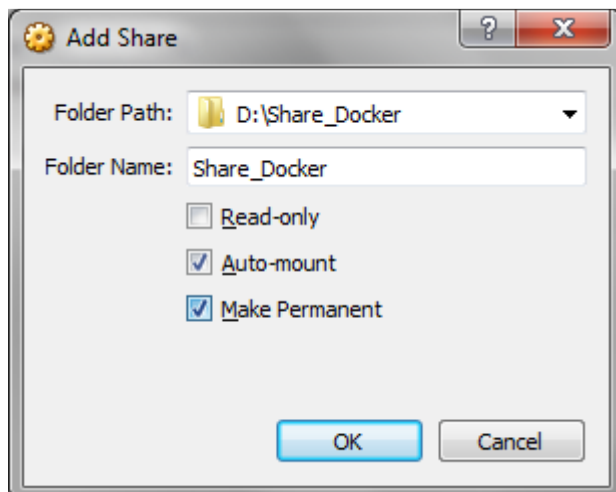 Add Share
?
X
Folder Path: D:\Share_Docker
Folder Name: Share_Docker
Read-only
Auto-mount
Make Permanent
OK Cancel